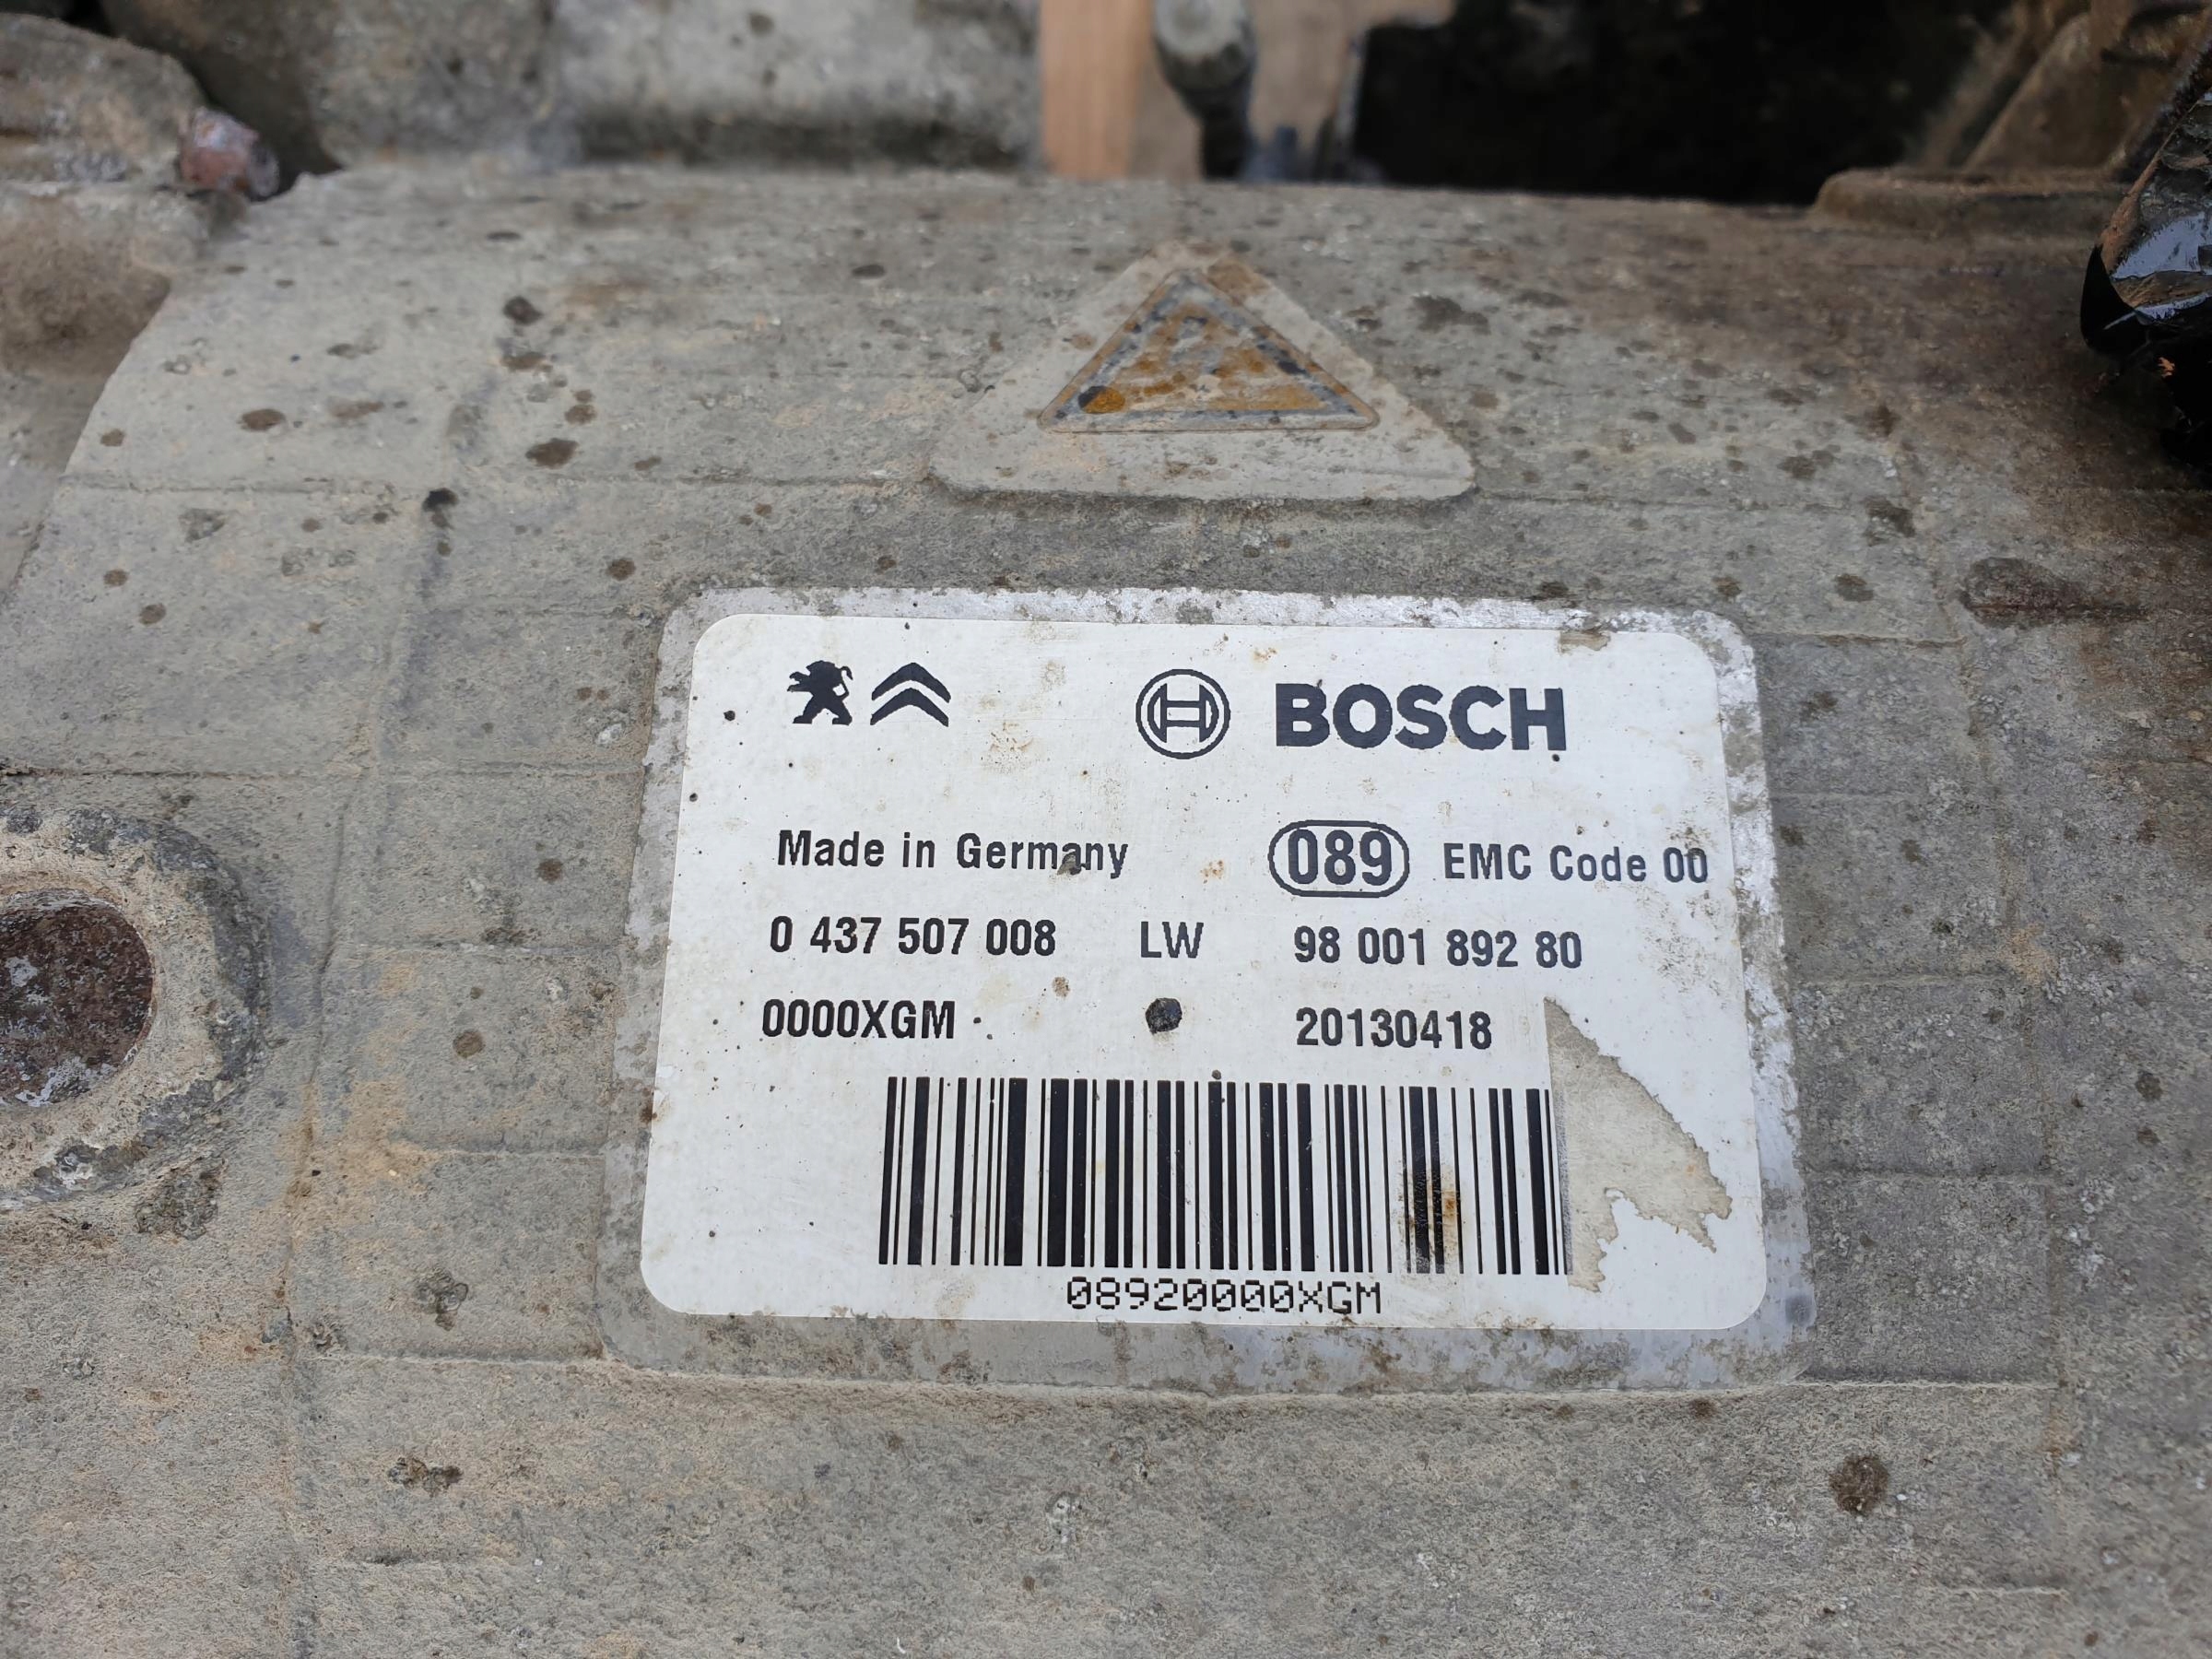 BOSCH
Made in Germany 089 EMC Code 00
0 437 507 008 LW 98 001 892 80
0000XGM 20130418
08920000XGM